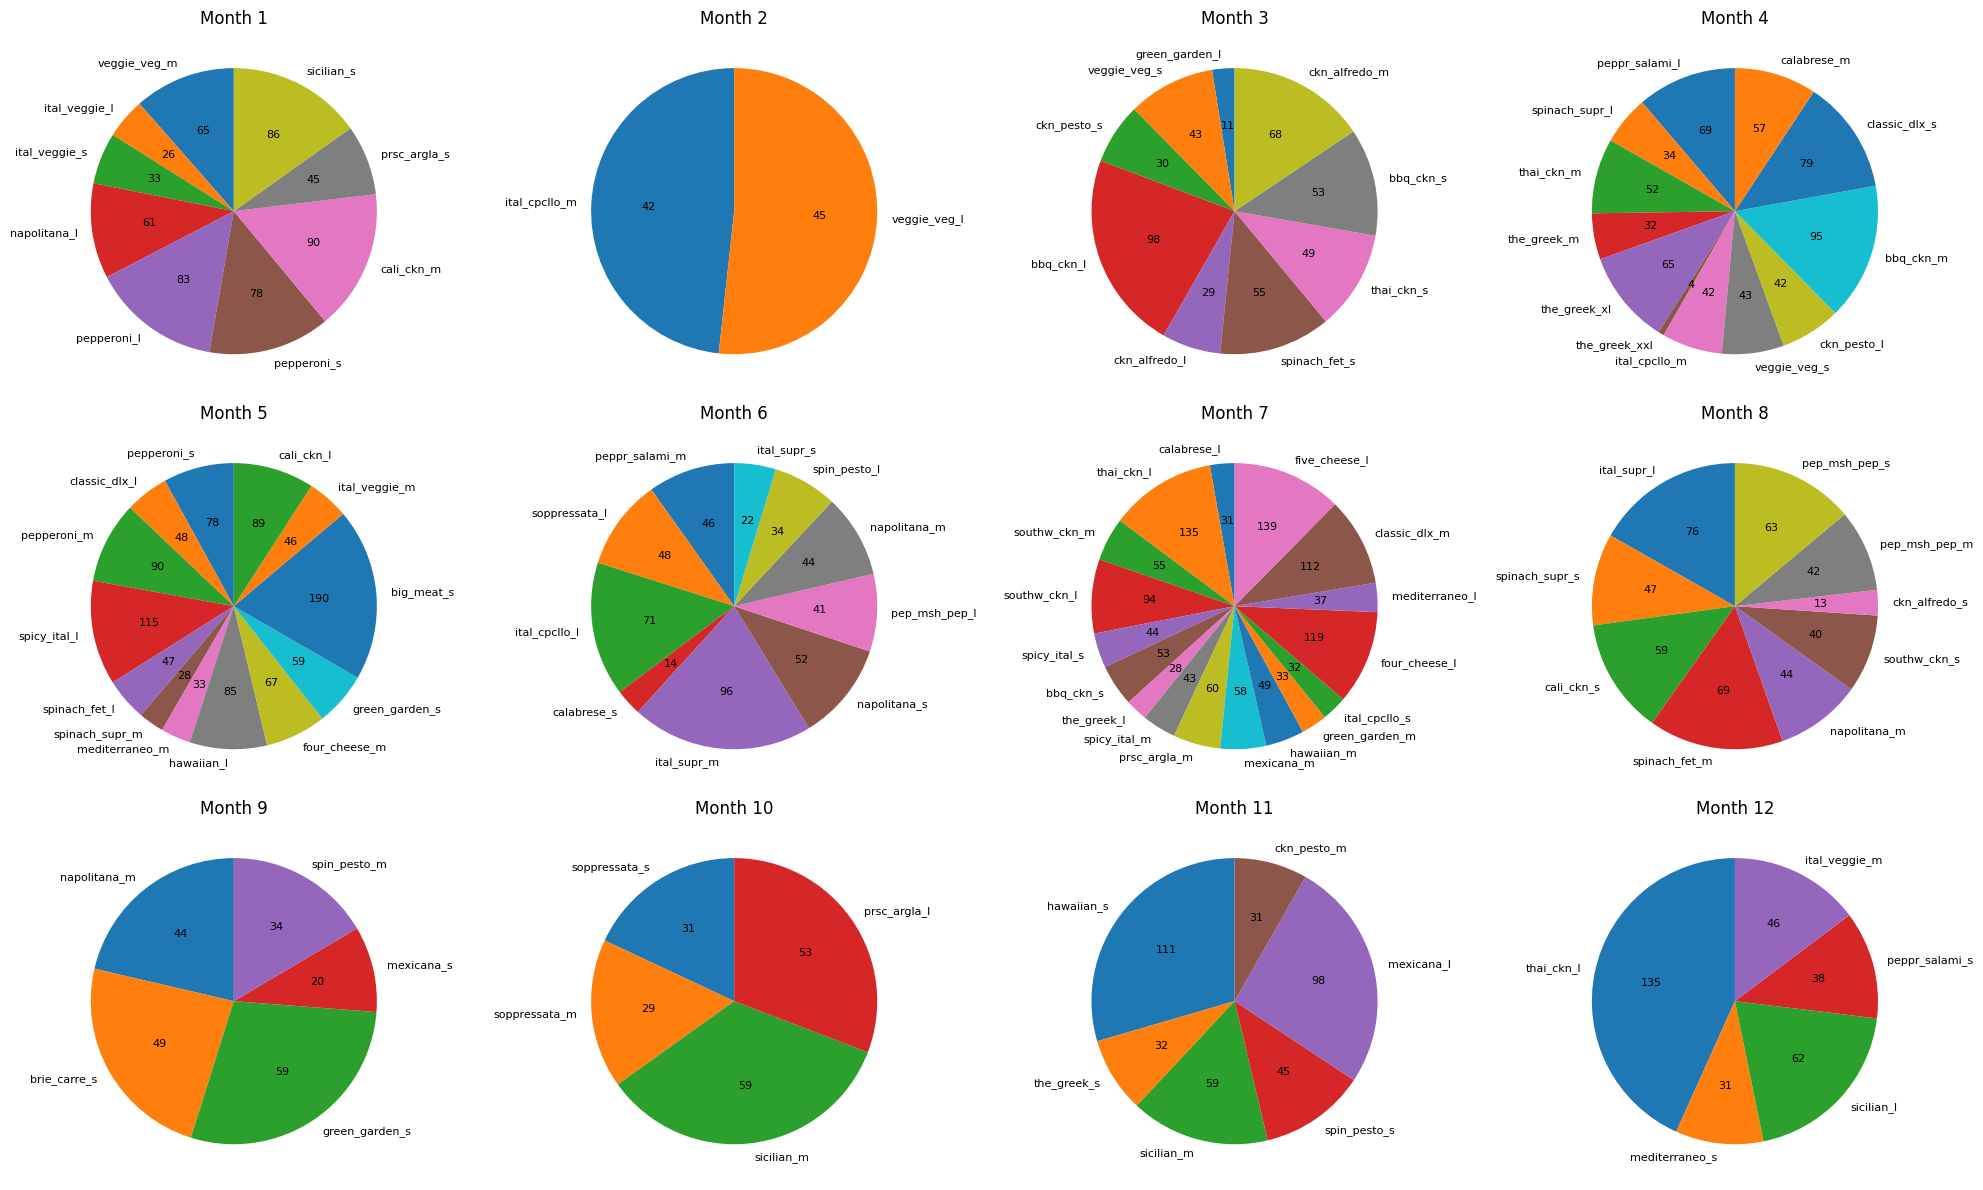 Month 1
veggie_veg_m
65
ital_veggie_l
26
ital_veggie_s
33
napolitana_l
61
pepperoni_l
83
pepperoni_s
78
cali_ckn_m
90
prsc_argla_s
45
sicilian_s
86
Month 2
ital_cpcllo_m
42
veggie_veg_l
45
Month 3
green_garden_l
11
veggie_veg_s
43
ckn_pesto_s
30
bbq_ckn_l
98
ckn_alfredo_l
29
spinach_fet_s
55
thai_ckn_s
49
bbq_ckn_s
53
ckn_alfredo_m
68
Month 4
peppr_salami_l
69
spinach_supr_l
34
thai_ckn_m
52
the_greek_m
32
the_greek_xl
65
the_greek_xxl
4
ital_cpcllo_m
42
veggie_veg_s
43
ckn_pesto_l
42
bbq_ckn_m
95
classic_dlx_s
79
calabrese_m
57
Month 5
pepperoni_s
78
classic_dlx_l
48
pepperoni_m
90
spicy_ital_l
115
spinach_fet_l
47
spinach_supr_m
28
mediterraneo_m
33
hawaiian_l
85
four_cheese_m
67
green_garden_s
59
big_meat_s
190
ital_veggie_m
46
cali_ckn_l
89
Month 6
peppr_salami_m
46
soppressata_l
48
ital_cpcllo_l
71
calabrese_s
14
ital_supr_m
96
napolitana_s
52
pep_msh_pep_l
41
napolitana_m
44
spin_pesto_l
34
ital_supr_s
22
Month 7
calabrese_l
31
thai_ckn_l
135
southw_ckn_m
55
southw_ckn_l
94
spicy_ital_s
44
bbq_ckn_s
53
the_greek_l
28
spicy_ital_m
43
prsc_argla_m
60
mexicana_m
58
hawaiian_m
49
green_garden_m
33
ital_cpcllo_s
32
four_cheese_l
119
mediterraneo_l
37
classic_dlx_m
112
five_cheese_l
139
Month 8
ital_supr_l
76
spinach_supr_s
47
cali_ckn_s
59
spinach_fet_m
69
napolitana_m
44
southw_ckn_s
40
ckn_alfredo_s
13
pep_msh_pep_m
42
pep_msh_pep_s
63
Month 9
napolitana_m
44
brie_carre_s
49
green_garden_s
59
mexicana_s
20
spin_pesto_m
34
Month 10
soppressata_s
31
soppressata_m
29
sicilian_m
59
prsc_argla_l
53
Month 11
hawaiian_s
111
the_greek_s
32
sicilian_m
59
spin_pesto_s
45
mexicana_l
98
ckn_pesto_m
31
Month 12
thai_ckn_l
135
mediterraneo_s
31
sicilian_l
62
peppr_salami_s
38
ital_veggie_m
46